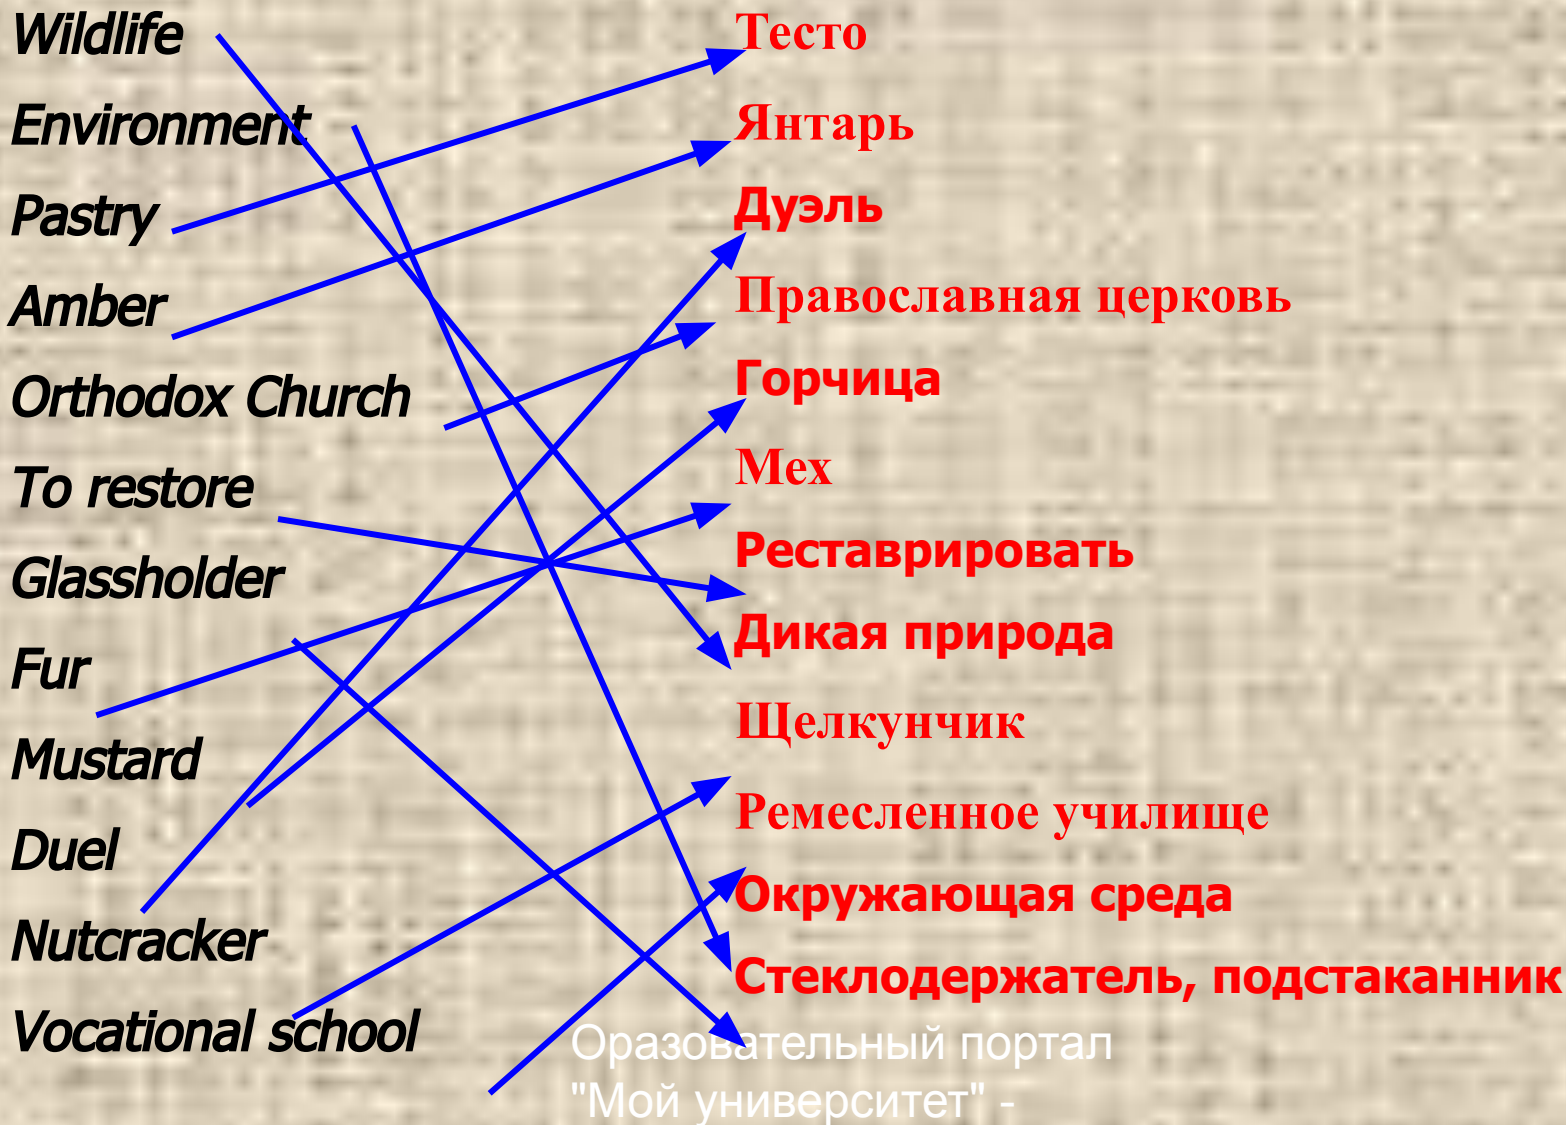 Wildlife
Environment
Pastry
Amber
Orthodox Church
To restore
Glassholder
Fur
Mustard
Duel
Nutcracker
Vocational school
Тесто
Янтарь
Дуэль
Православная церковь
Горчица
Мех
Реставрировать
Дикая природа
Щелкунчик
Ремесленное училище
Окружающая среда
Стеклодержатель, подстаканник
Оразовательный портал
"Мой университет" -